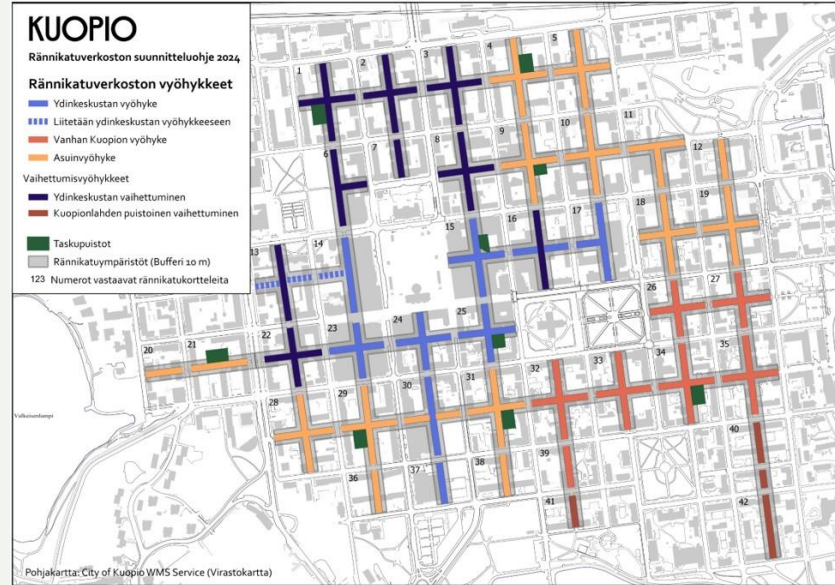 KUOPIO
Rännikatuverkoston suunnitteluohje 2024
Rännikatuverkoston vyöhykkeet
Ydinkeskustan vyöhyke
Liitetään ydinkeskustan vyöhykkeeseen
Vanhan Kuopion vyöhyke
Asuinvyöhyke
Vaihettumisvyöhykkeet
Ydinkeskustan vaihettuminen
Kuopionlahden puistoinen vaihettuminen
Taskupuistot
Rännikatuympäristöt (Bufferi 10 m)
123 Numerot vastaavat rännikatukortteleita
1
2
3
4
5
6
7
8
9
10
11
12
13
14
15
16
17
18
19
20
21
22
23
24
25
26
27
28
29
30
31
32
33
34
35
36
37
38
39
40
41
42
Valkeisenlampi
Pohjakartta: City of Kuopio WMS Service (Virastokartta)